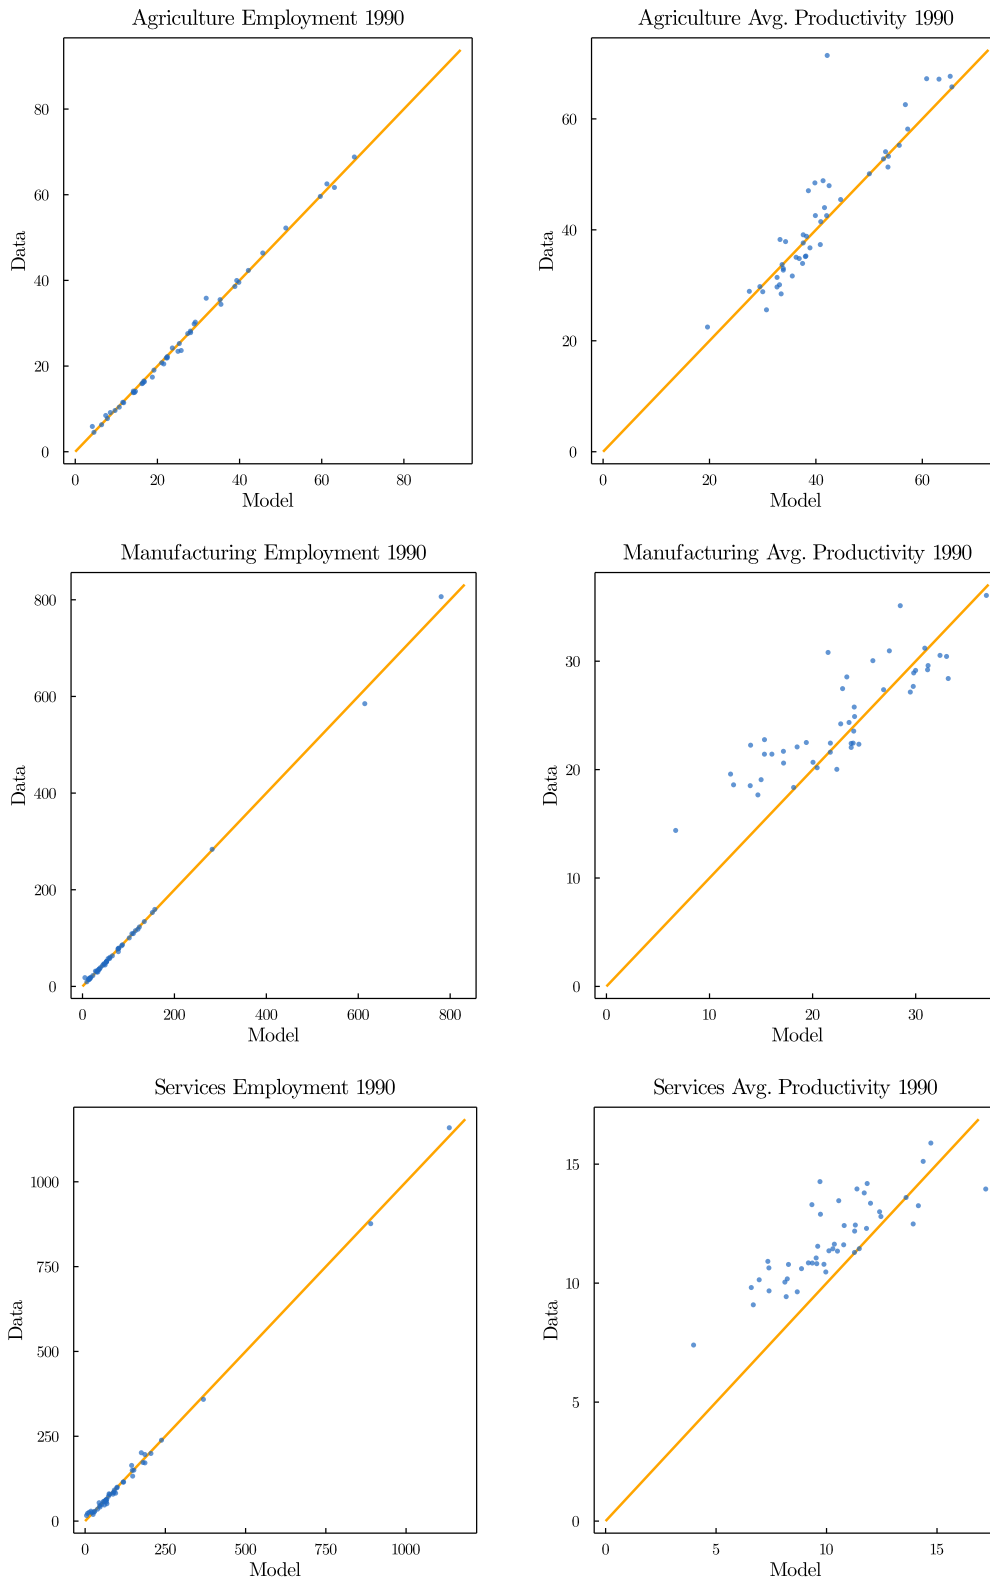 Agriculture Employment 1990
Data
80
60
40
20
0
0 20 40 60 80
Model
Agriculture Avg. Productivity 1990
Data
60
40
20
0
0 20 40 60
Model
Manufacturing Employment 1990
Data
800
600
400
200
0
0 200 400 600 800
Model
Manufacturing Avg. Productivity 1990
Data
30
20
10
0
0 10 20 30
Model
Services Employment 1990
Data
1000
750
500
250
0
0 250 500 750 1000
Model
Services Avg. Productivity 1990
Data
15
10
5
0
0 5 10 15
Model